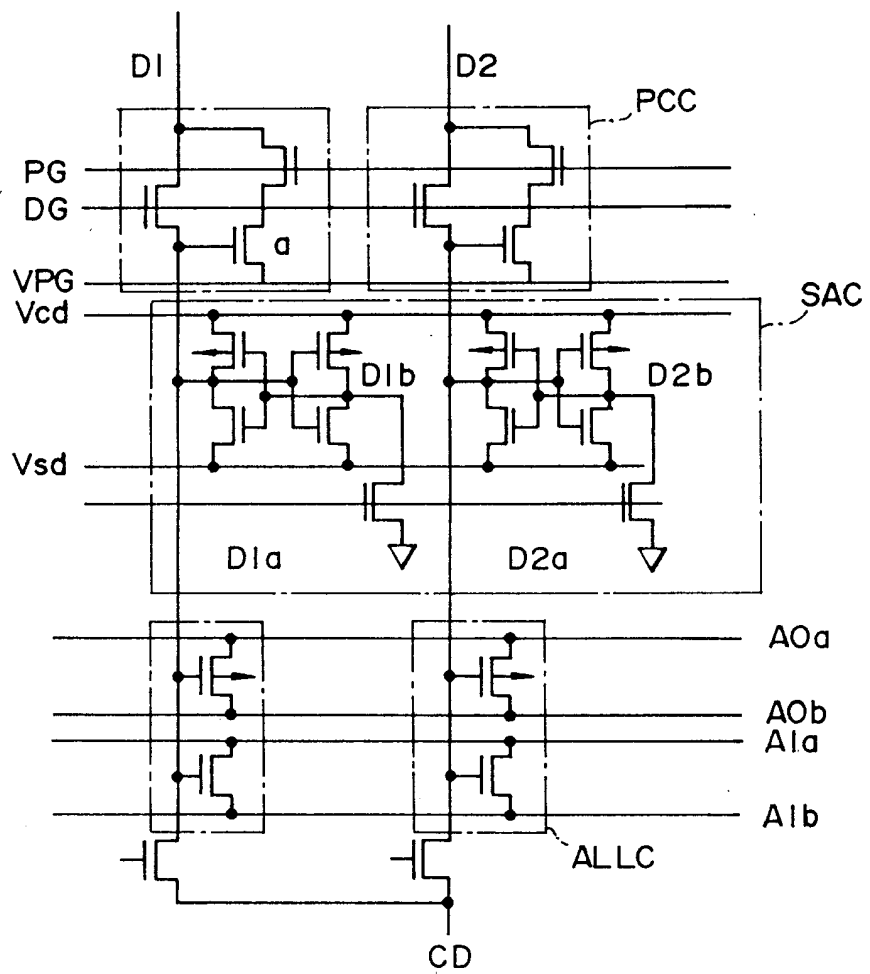 D1
D2
PCC
PG
DG
a
VPG
Vcd
SAC
D1b
D2b
Vsd
D1a
D2a
A0a
A0b
A1a
A1b
ALLC
CD